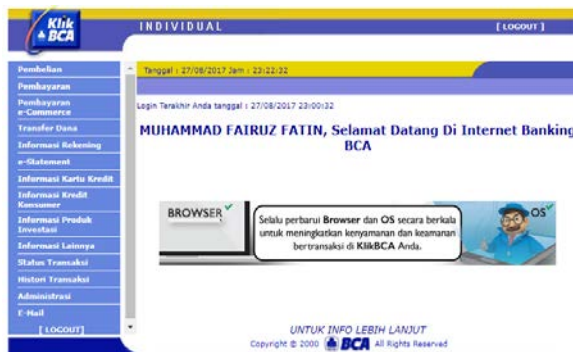 Klik
BCA
INDIVIDUAL
[ LOGOUT ]
Pembelian
Pembayaran
Pembayaran
e-Commerce
Transfer Dana
Informasi Rekening
e-Statement
Informasi Kartu Kredit
Informasi Kredit
Konsumer
Informasi Produk
Investasi
Informasi Lainnya
Status Transaksi
Histori Transaksi
Administrasi
E-Mail
[ LOGOUT]
Tanggal : 27/08/2017 Jam : 23:22:32
Login Terakhir Anda tanggal : 27/08/2017 23:00:32
MUHAMMAD FAIRUZ FATIN, Selamat Datang Di Internet Banking
BCA
BROWSER
Selalu perbarui Browser dan OS secara berkala
untuk meningkatkan kenyamanan dan keamanan
bertransaksi di KlikBCA Anda.
OS
UNTUK INFO LEBIH LANJUT
Copyright © 2000 BCA All Rights Reserved